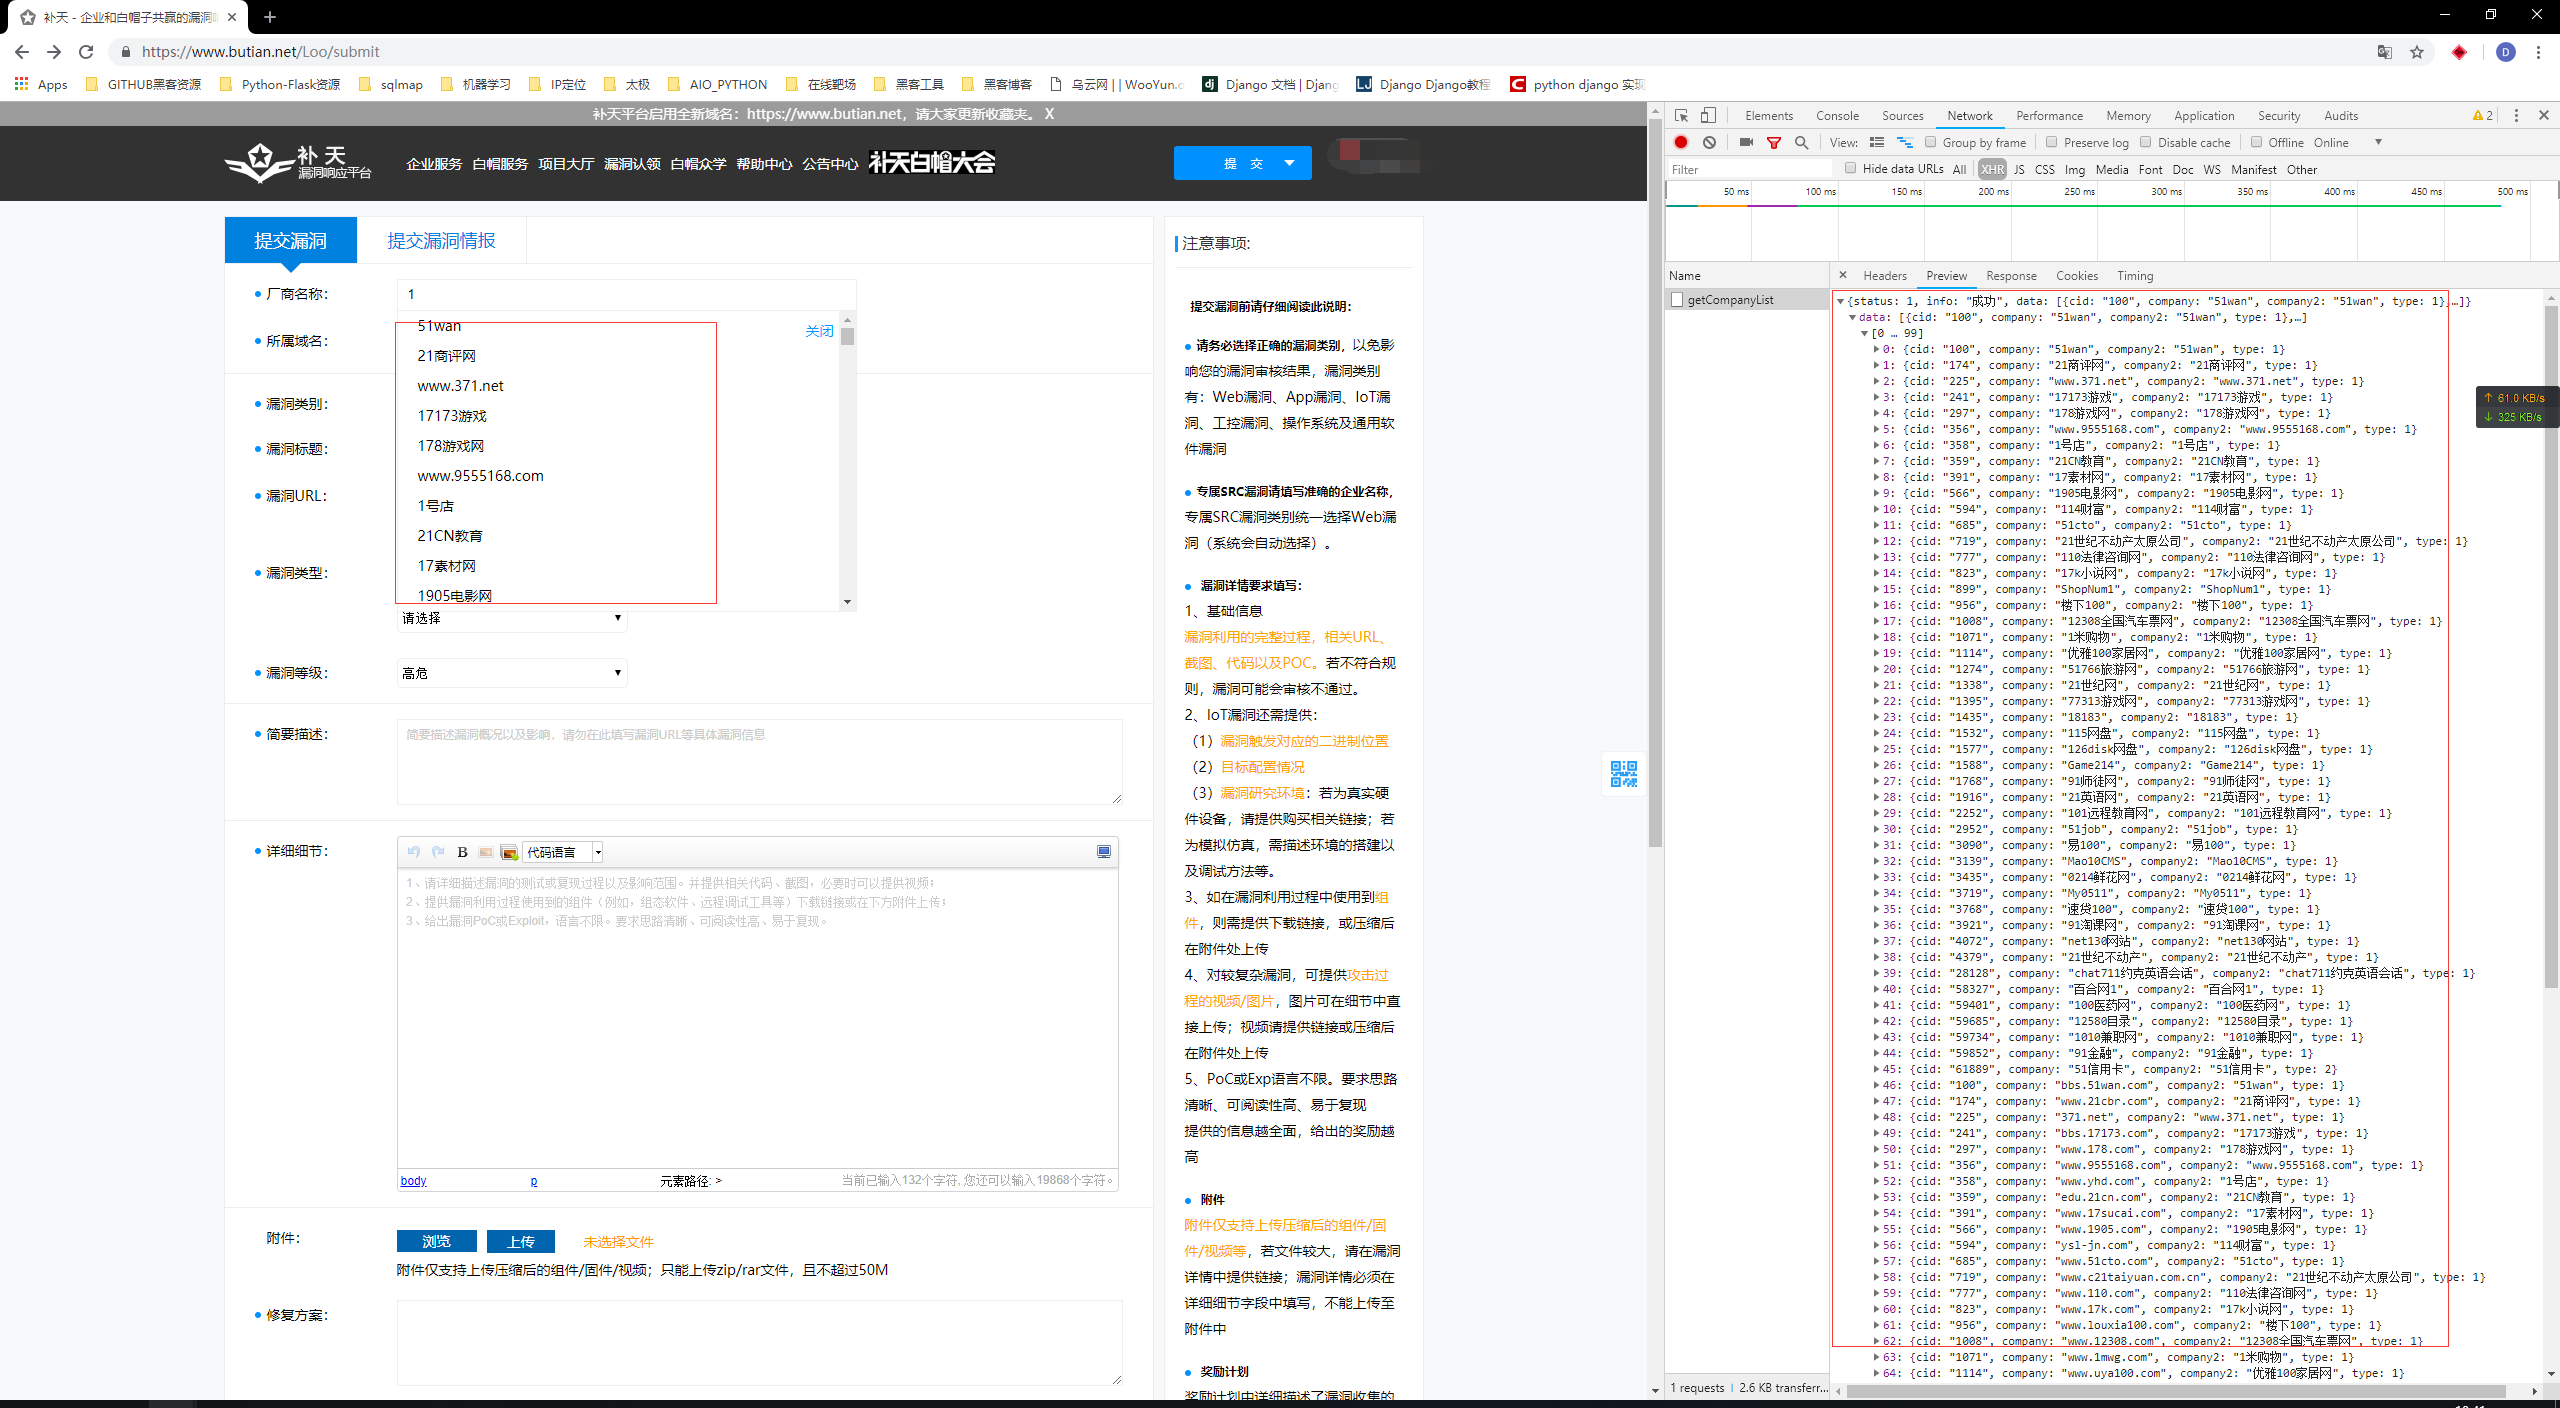 补天 - 企业和白帽子共赢的漏洞响
https://www.butian.net/Loo/submit
Apps GITHUB黑客资源 Python-Flask资源 sqlmap 机器学习 IP定位 太极 AIO_PYTHON 在线靶场 黑客工具 黑客博客 乌云网 | | WooYun.o Django 文档 | Djang Django Django教程 python django 实现
补天平台启用全新域名：https://www.butian.net，请大家更新收藏夹。 X
补天
漏洞响应平台
企业服务 白帽服务 项目大厅 漏洞认领 白帽众学 帮助中心 公告中心 补天白帽大会
提 交
提交漏洞 提交漏洞情报
厂商名称： 1
所属域名：
漏洞类别：
漏洞标题：
漏洞URL：
漏洞类型：
51wan
关闭
21商评网
www.371.net
17173游戏
178游戏网
www.9555168.com
1号店
21CN教育
17素材网
1905电影网
请选择
漏洞等级： 高危
简要描述： 简要描述漏洞概况以及影响，请勿在此填写漏洞URL等具体漏洞信息
详细细节： B 代码语言
1、请详细描述漏洞的测试或复现过程以及影响范围。并提供相关代码、截图，必要时可以提供视频；
2、提供漏洞利用过程使用到的组件（例如，组态软件、远程调试工具等）下载链接或在下方附件上传；
3、给出漏洞PoC或Exploit，语言不限。要求思路清晰、可阅读性高、易于复现。
body p 元素路径: > 当前已输入132个字符, 您还可以输入19868个字符。
附件： 浏览 上传 未选择文件
附件仅支持上传压缩后的组件/固件/视频；只能上传zip/rar文件，且不超过50M
修复方案：
注意事项:
提交漏洞前请仔细阅读此说明：
请务必选择正确的漏洞类别，以免影
响您的漏洞审核结果，漏洞类别
有：Web漏洞、App漏洞、IoT漏
洞、工控漏洞、操作系统及通用软
件漏洞
专属SRC漏洞请填写准确的企业名称，
专属SRC漏洞类别统一选择Web漏
洞（系统会自动选择）。
漏洞详情要求填写：
1、基础信息
漏洞利用的完整过程，相关URL、
截图、代码以及POC。若不符合规
则，漏洞可能会审核不通过。
2、IoT漏洞还需提供：
（1）漏洞触发对应的二进制位置
（2）目标配置情况
（3）漏洞研究环境：若为真实硬
件设备，请提供购买相关链接；若
为模拟仿真，需描述环境的搭建以
及调试方法等。
3、如在漏洞利用过程中使用到组
件，则需提供下载链接，或压缩后
在附件处上传
4、对较复杂漏洞，可提供攻击过
程的视频/图片，图片可在细节中直
接上传；视频请提供链接或压缩后
在附件处上传
5、PoC或Exp语言不限。要求思路
清晰、可阅读性高、易于复现
提供的信息越全面，给出的奖励越
高
附件
附件仅支持上传压缩后的组件/固
件/视频等，若文件较大，请在漏洞
详情中提供链接；漏洞详情必须在
详细细节字段中填写，不能上传至
附件中
奖励计划
奖励计划中详细描述了漏洞收集的
Elements Console Sources Network Performance Memory Application Security Audits 2
View: Group by frame Preserve log Disable cache Offline Online
Filter Hide data URLs All XHR JS CSS Img Media Font Doc WS Manifest Other
50 ms 100 ms 150 ms 200 ms 250 ms 300 ms 350 ms 400 ms 450 ms 500 ms
Name Headers Preview Response Cookies Timing
getCompanyList
61.0 KB/s
325 KB/s
{status: 1, info: "成功", data: [{cid: "100", company: "51wan", company2: "51wan", type: 1},…]}
data: [{cid: "100", company: "51wan", company2: "51wan", type: 1},…]
[0 … 99]
0: {cid: "100", company: "51wan", company2: "51wan", type: 1}
1: {cid: "174", company: "21商评网", company2: "21商评网", type: 1}
2: {cid: "225", company: "www.371.net", company2: "www.371.net", type: 1}
3: {cid: "241", company: "17173游戏", company2: "17173游戏", type: 1}
4: {cid: "297", company: "178游戏网", company2: "178游戏网", type: 1}
5: {cid: "356", company: "www.9555168.com", company2: "www.9555168.com", type: 1}
6: {cid: "358", company: "1号店", company2: "1号店", type: 1}
7: {cid: "359", company: "21CN教育", company2: "21CN教育", type: 1}
8: {cid: "391", company: "17素材网", company2: "17素材网", type: 1}
9: {cid: "566", company: "1905电影网", company2: "1905电影网", type: 1}
10: {cid: "594", company: "114财富", company2: "114财富", type: 1}
11: {cid: "685", company: "51cto", company2: "51cto", type: 1}
12: {cid: "719", company: "21世纪不动产太原公司", company2: "21世纪不动产太原公司", type: 1}
13: {cid: "777", company: "110法律咨询网", company2: "110法律咨询网", type: 1}
14: {cid: "823", company: "17k小说网", company2: "17k小说网", type: 1}
15: {cid: "899", company: "ShopNum1", company2: "ShopNum1", type: 1}
16: {cid: "956", company: "楼下100", company2: "楼下100", type: 1}
17: {cid: "1008", company: "12308全国汽车票网", company2: "12308全国汽车票网", type: 1}
18: {cid: "1071", company: "1米购物", company2: "1米购物", type: 1}
19: {cid: "1114", company: "优雅100家居网", company2: "优雅100家居网", type: 1}
20: {cid: "1274", company: "51766旅游网", company2: "51766旅游网", type: 1}
21: {cid: "1338", company: "21世纪网", company2: "21世纪网", type: 1}
22: {cid: "1395", company: "77313游戏网", company2: "77313游戏网", type: 1}
23: {cid: "1435", company: "18183", company2: "18183", type: 1}
24: {cid: "1532", company: "115网盘", company2: "115网盘", type: 1}
25: {cid: "1577", company: "126disk网盘", company2: "126disk网盘", type: 1}
26: {cid: "1588", company: "Game214", company2: "Game214", type: 1}
27: {cid: "1768", company: "91师徒网", company2: "91师徒网", type: 1}
28: {cid: "1916", company: "21英语网", company2: "21英语网", type: 1}
29: {cid: "2252", company: "101远程教育网", company2: "101远程教育网", type: 1}
30: {cid: "2952", company: "51job", company2: "51job", type: 1}
31: {cid: "3090", company: "易100", company2: "易100", type: 1}
32: {cid: "3139", company: "Mao10CMS", company2: "Mao10CMS", type: 1}
33: {cid: "3435", company: "0214鲜花网", company2: "0214鲜花网", type: 1}
34: {cid: "3719", company: "My0511", company2: "My0511", type: 1}
35: {cid: "3768", company: "速贷100", company2: "速贷100", type: 1}
36: {cid: "3921", company: "91淘课网", company2: "91淘课网", type: 1}
37: {cid: "4072", company: "net130网站", company2: "net130网站", type: 1}
38: {cid: "4379", company: "21世纪不动产", company2: "21世纪不动产", type: 1}
39: {cid: "28128", company: "chat711约克英语会话", company2: "chat711约克英语会话", type: 1}
40: {cid: "58327", company: "百合网1", company2: "百合网1", type: 1}
41: {cid: "59401", company: "100医药网", company2: "100医药网", type: 1}
42: {cid: "59685", company: "12580目录", company2: "12580目录", type: 1}
43: {cid: "59734", company: "1010兼职网", company2: "1010兼职网", type: 1}
44: {cid: "59852", company: "91金融", company2: "91金融", type: 1}
45: {cid: "61889", company: "51信用卡", company2: "51信用卡", type: 2}
46: {cid: "100", company: "bbs.51wan.com", company2: "51wan", type: 1}
47: {cid: "174", company: "www.21cbr.com", company2: "21商评网", type: 1}
48: {cid: "225", company: "371.net", company2: "www.371.net", type: 1}
49: {cid: "241", company: "bbs.17173.com", company2: "17173游戏", type: 1}
50: {cid: "297", company: "www.178.com", company2: "178游戏网", type: 1}
51: {cid: "356", company: "www.9555168.com", company2: "www.9555168.com", type: 1}
52: {cid: "358", company: "www.yhd.com", company2: "1号店", type: 1}
53: {cid: "359", company: "edu.21cn.com", company2: "21CN教育", type: 1}
54: {cid: "391", company: "www.17sucai.com", company2: "17素材网", type: 1}
55: {cid: "566", company: "www.1905.com", company2: "1905电影网", type: 1}
56: {cid: "594", company: "ysl-jn.com", company2: "114财富", type: 1}
57: {cid: "685", company: "www.51cto.com", company2: "51cto", type: 1}
58: {cid: "719", company: "www.c21taiyuan.com.cn", company2: "21世纪不动产太原公司", type: 1}
59: {cid: "777", company: "www.110.com", company2: "110法律咨询网", type: 1}
60: {cid: "823", company: "www.17k.com", company2: "17k小说网", type: 1}
61: {cid: "956", company: "www.louxia100.com", company2: "楼下100", type: 1}
62: {cid: "1008", company: "www.12308.com", company2: "12308全国汽车票网", type: 1}
63: {cid: "1071", company: "www.1mwg.com", company2: "1米购物", type: 1}
64: {cid: "1114", company: "www.uya100.com", company2: "优雅100家居网", type: 1}
1 requests | 2.6 KB transferr...